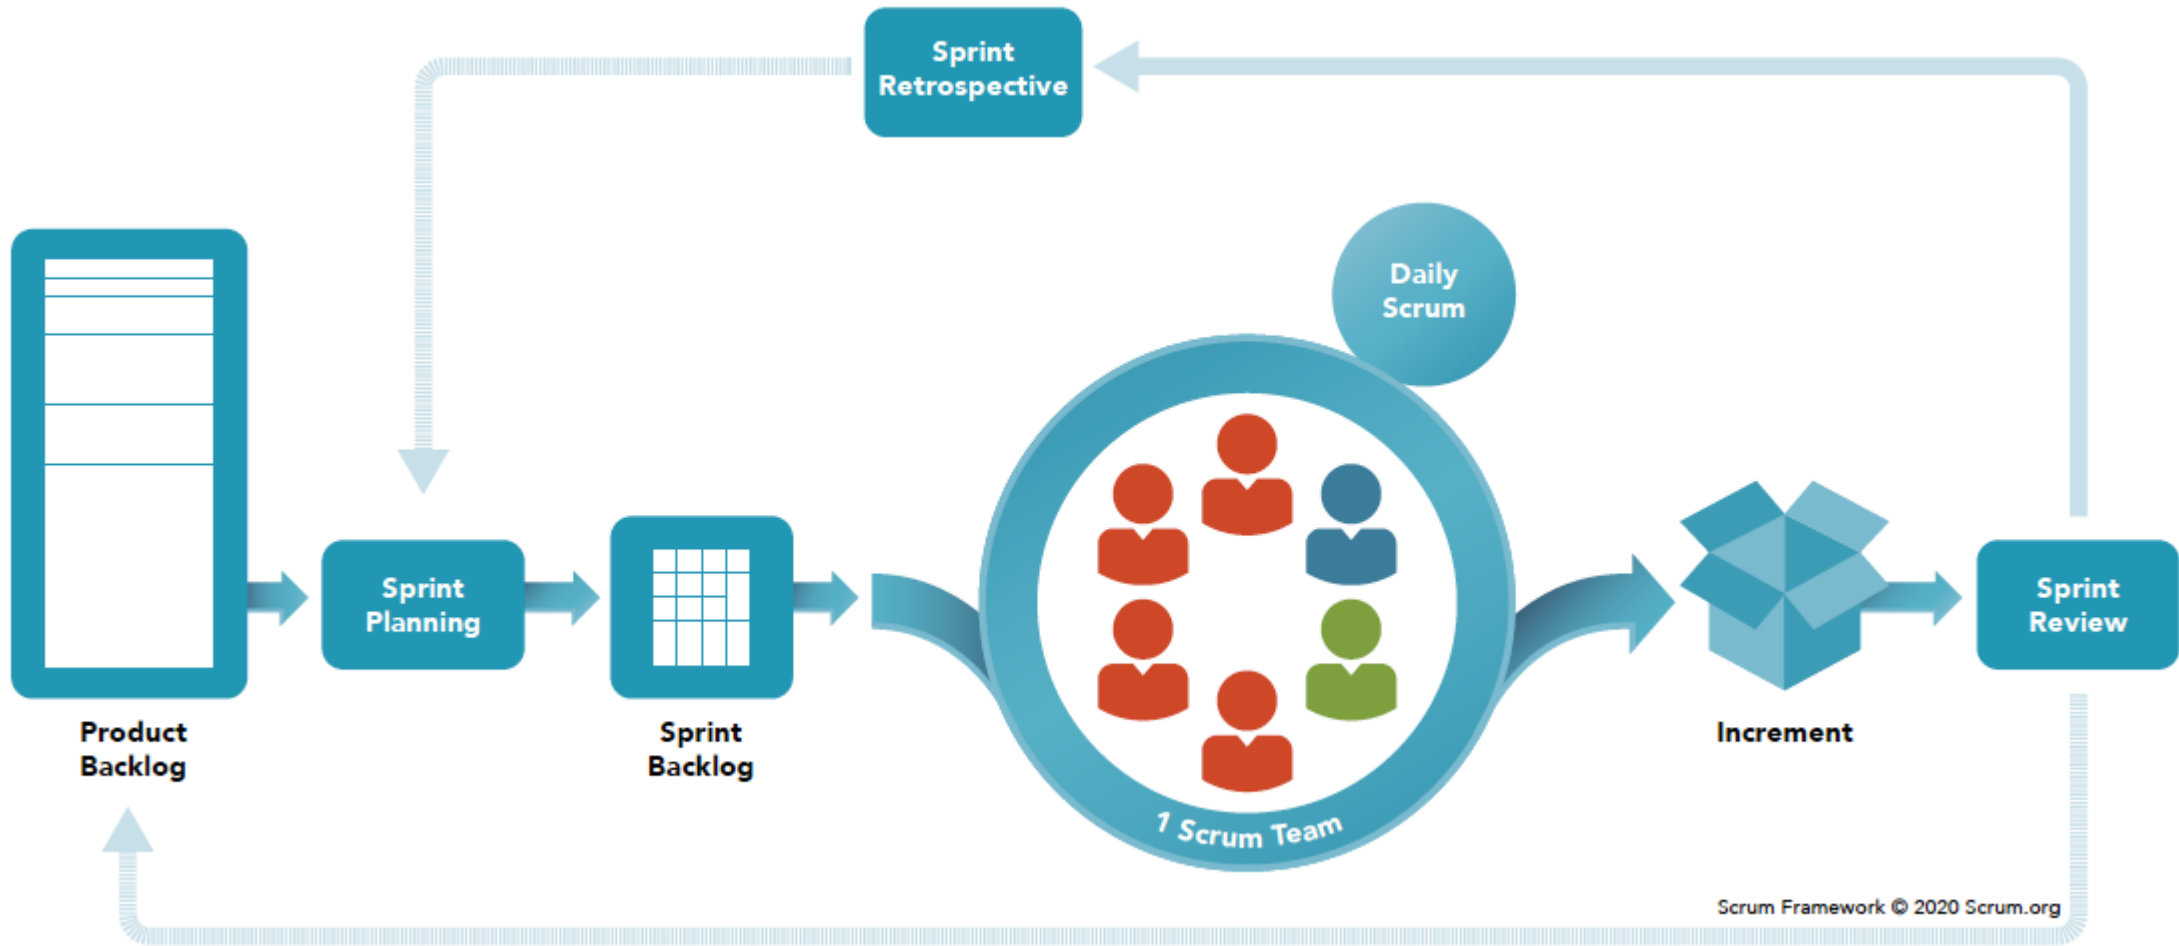 Sprint
Retrospective
Daily
Scrum
Sprint
Planning
Sprint
Review
Product
Backlog
Sprint
Backlog
Increment
1 Scrum Team
Scrum Framework © 2020 Scrum.org